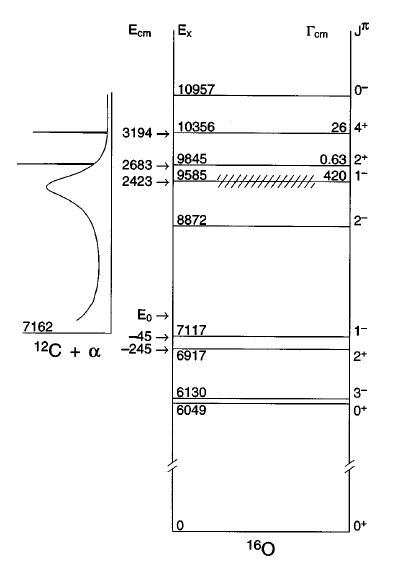 Ecm Ex Γcm Jπ
10957 0-
3194 → 10356 26 4+
2683 → 9845 0.63 2+
2423 → 9585 420 1-
8872 2-
E0 →
7162 -45 → 7117 1-
12C + α -245 → 6917 2+
6130 3-
6049 0+
0 0+
16O